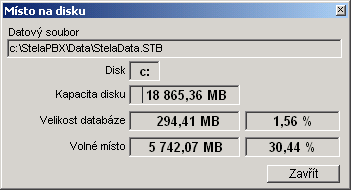 Místo na disku
Datový soubor
c:\StelaPBX\Data\StelaData.STB
Disk c:
Kapacita disku 18 865,36 MB
Velikost databáze 294,41 MB 1,56 %
Volné místo 5 742,07 MB 30,44 %
Zavřít